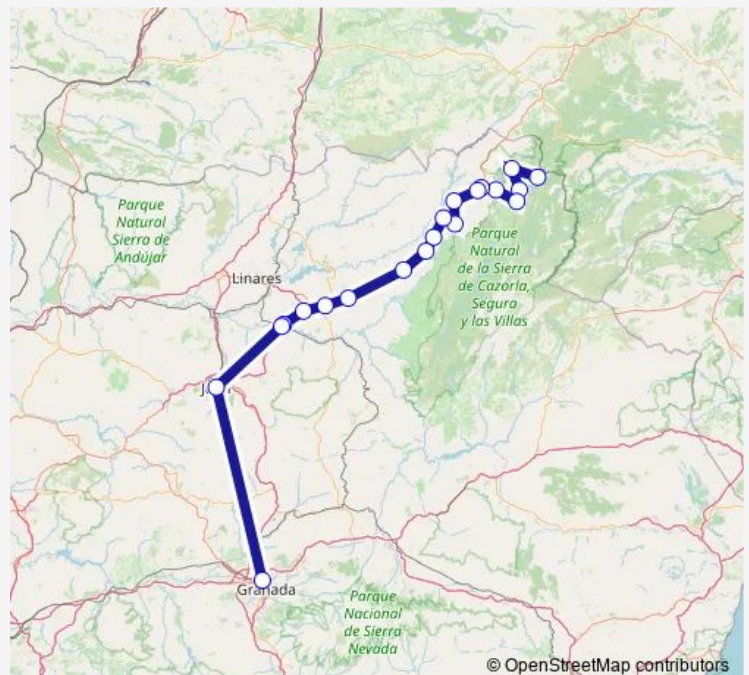 Parque
Natural
Sierra de
Andújar
Linares
Parque
Natural
de la Sierra
de Cazorla,
Segura
y las Villas
Granada
Parque
Nacional
de Sierra
Nevada
© OpenStreetMap contributors